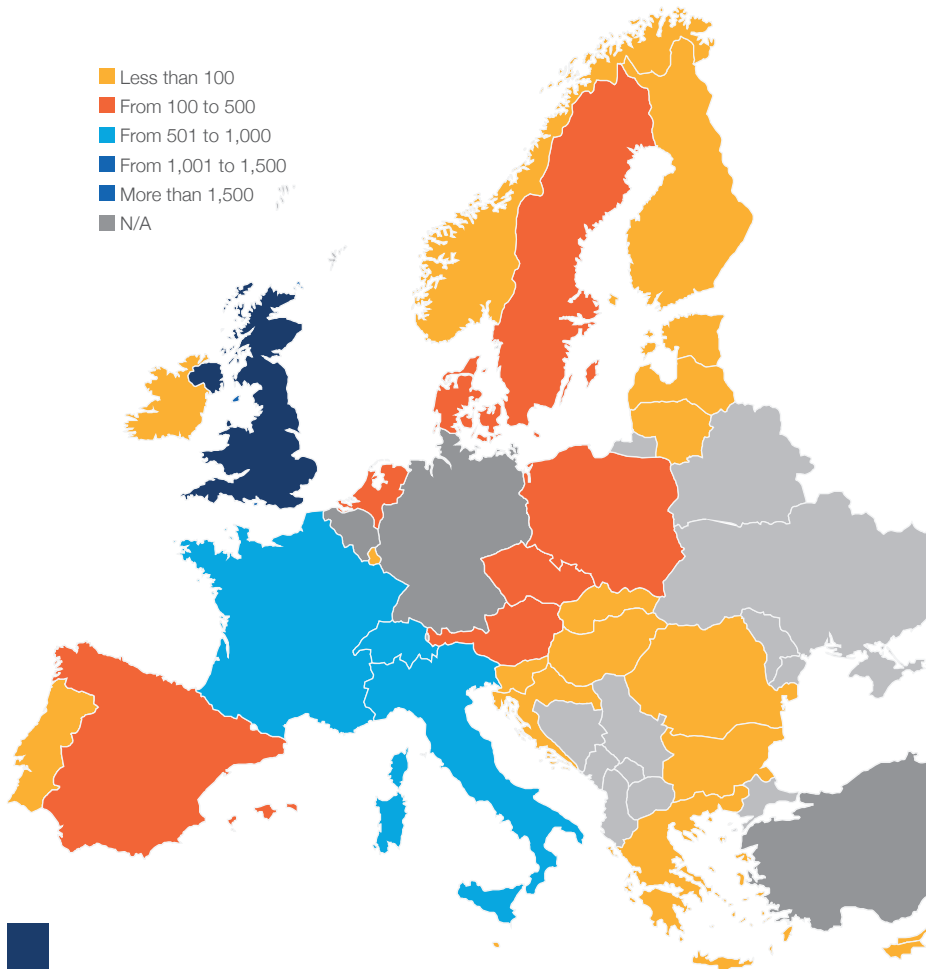 Less than 100
From 100 to 500
From 501 to 1,000
From 1,001 to 1,500
More than 1,500
N/A